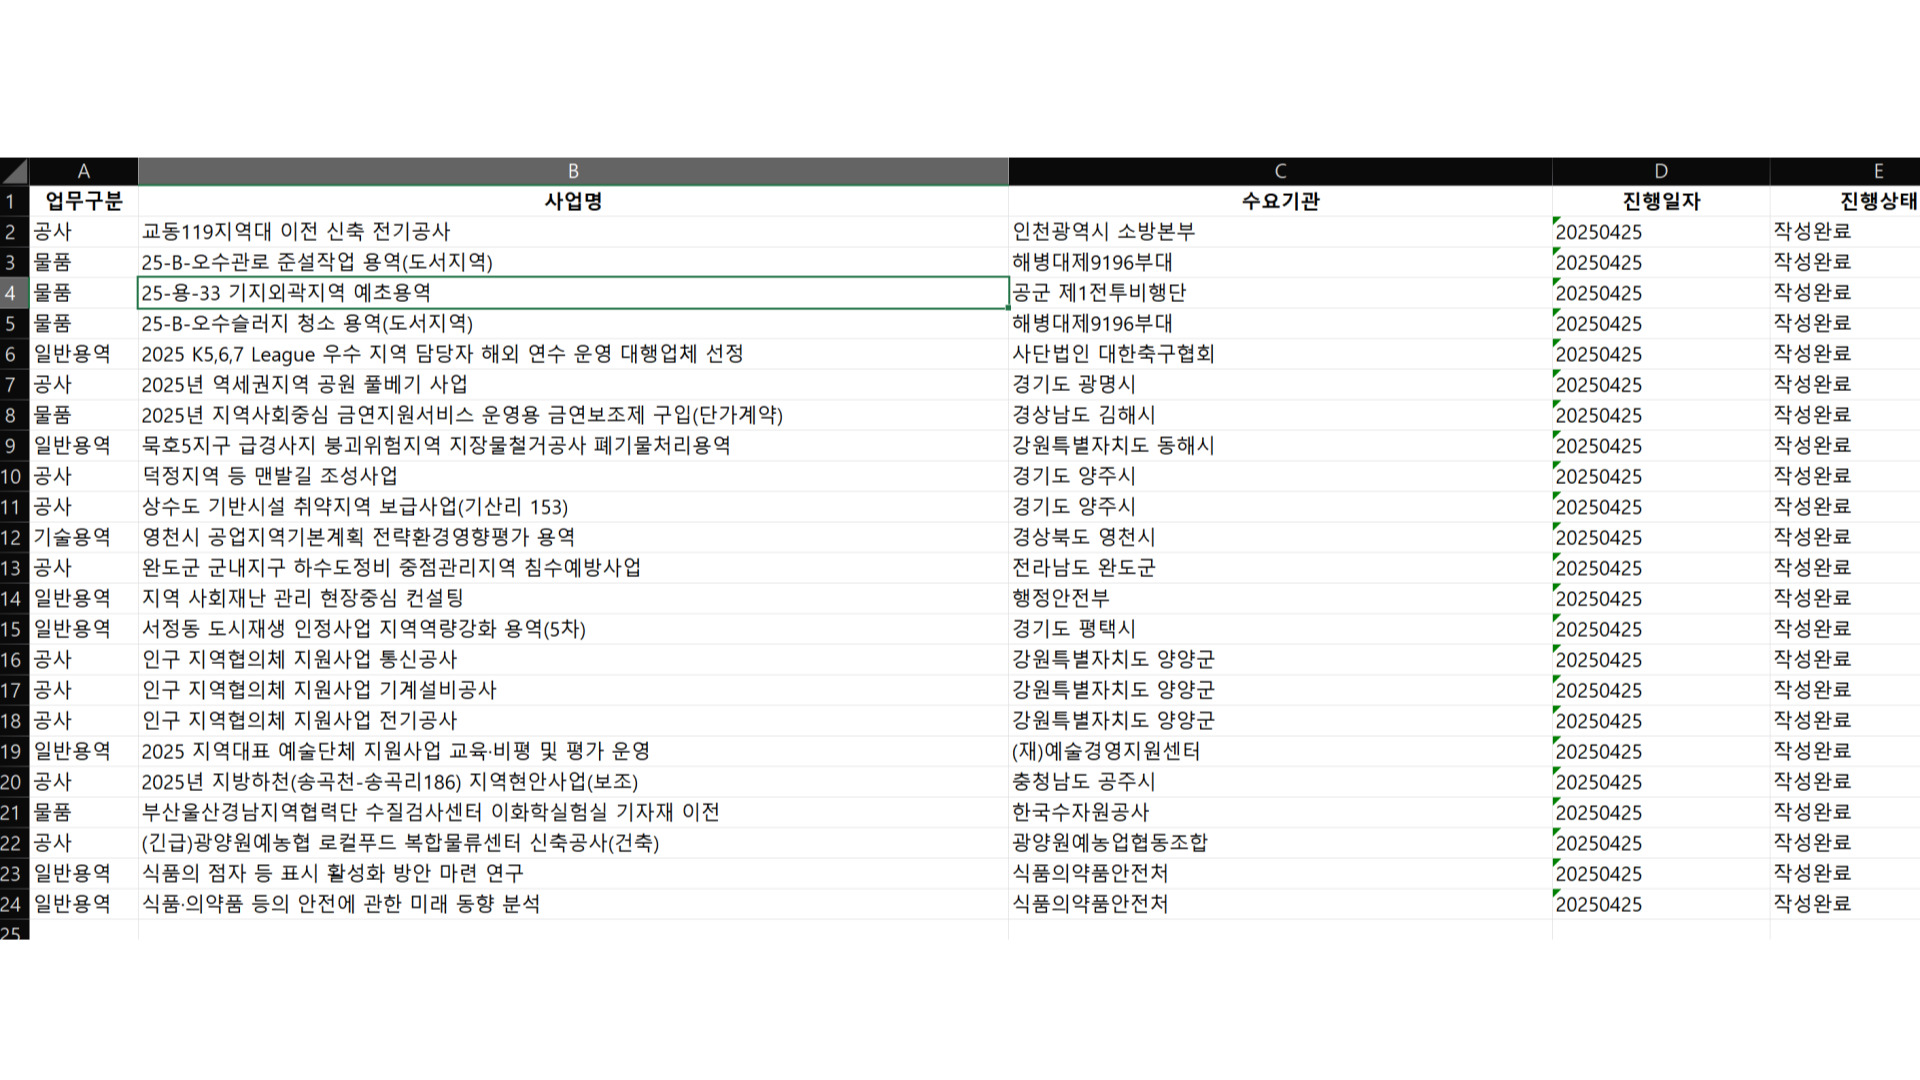 A B C D E
1 업무구분 사업명 수요기관 진행일자 진행상태
2 공사 교동119지역대 이전 신축 전기공사 인천광역시 소방본부 20250425 작성완료
3 물품 25-B-오수관로 준설작업 용역(도서지역) 해병대제9196부대 20250425 작성완료
4 물품 25-용-33 기지외곽지역 예초용역 공군 제1전투비행단 20250425 작성완료
5 물품 25-B-오수슬러지 청소 용역(도서지역) 해병대제9196부대 20250425 작성완료
6 일반용역 2025 K5,6,7 League 우수 지역 담당자 해외 연수 운영 대행업체 선정 사단법인 대한축구협회 20250425 작성완료
7 공사 2025년 역세권지역 공원 풀베기 사업 경기도 광명시 20250425 작성완료
8 물품 2025년 지역사회중심 금연지원서비스 운영용 금연보조제 구입(단가계약) 경상남도 김해시 20250425 작성완료
9 일반용역 묵호5지구 급경사지 붕괴위험지역 지장물철거공사 폐기물처리용역 강원특별자치도 동해시 20250425 작성완료
10 공사 덕정지역 등 맨발길 조성사업 경기도 양주시 20250425 작성완료
11 공사 상수도 기반시설 취약지역 보급사업(기산리 153) 경기도 양주시 20250425 작성완료
12 기술용역 영천시 공업지역기본계획 전략환경영향평가 용역 경상북도 영천시 20250425 작성완료
13 공사 완도군 군내지구 하수도정비 중점관리지역 침수예방사업 전라남도 완도군 20250425 작성완료
14 일반용역 지역 사회재난 관리 현장중심 컨설팅 행정안전부 20250425 작성완료
15 일반용역 서정동 도시재생 인정사업 지역역량강화 용역(5차) 경기도 평택시 20250425 작성완료
16 공사 인구 지역협의체 지원사업 통신공사 강원특별자치도 양양군 20250425 작성완료
17 공사 인구 지역협의체 지원사업 기계설비공사 강원특별자치도 양양군 20250425 작성완료
18 공사 인구 지역협의체 지원사업 전기공사 강원특별자치도 양양군 20250425 작성완료
19 일반용역 2025 지역대표 예술단체 지원사업 교육·비평 및 평가 운영 (재)예술경영지원센터 20250425 작성완료
20 공사 2025년 지방하천(송곡천-송곡리186) 지역현안사업(보조) 충청남도 공주시 20250425 작성완료
21 물품 부산울산경남지역협력단 수질검사센터 이화학실험실 기자재 이전 한국수자원공사 20250425 작성완료
22 공사 (긴급)광양원예농협 로컬푸드 복합물류센터 신축공사(건축) 광양원예농업협동조합 20250425 작성완료
23 일반용역 식품의 점자 등 표시 활성화 방안 마련 연구 식품의약품안전처 20250425 작성완료
24 일반용역 식품·의약품 등의 안전에 관한 미래 동향 분석 식품의약품안전처 20250425 작성완료
25